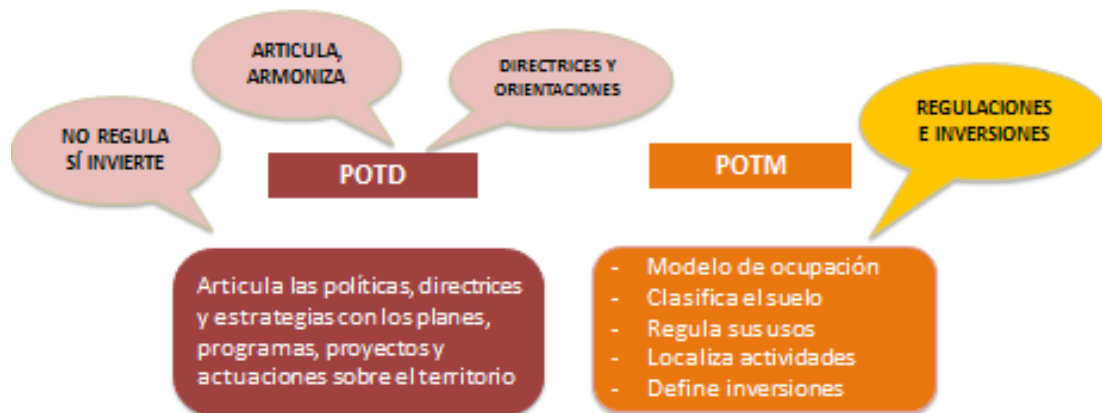 ARTICULA,
ARMONIZA
DIRECTRICES Y
ORIENTACIONES
NO REGULA
SÍ INVIERTE
REGULACIONES
E INVERSIONES
POTD
POTM
Articula las políticas, directrices
y estrategias con los planes,
programas, proyectos y
actuaciones sobre el territorio
- Modelo de ocupación
- Clasifica el suelo
- Regula sus usos
- Localiza actividades
- Define inversiones